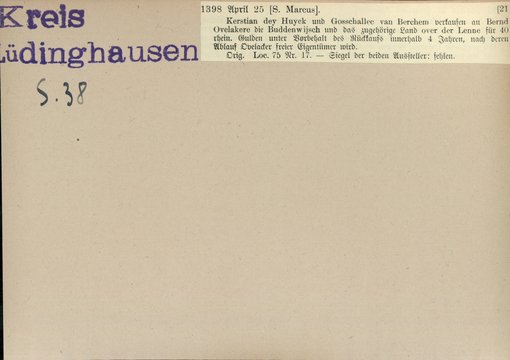 Kreis
Lüdinghausen
S. 38
1398 April 25 [S. Marcus]. [21
Kerstian dey Huyck und Gosschallec van Berchem verkaufen an Bernd
Ovelakere die Buddenwijsch und das zugehörige Land over der Lenne für 40
rhein. Gulden unter Vorbehalt des Rückkaufs innerhalb 4 Jahren, nach deren
Ablauf Ovelacker freier Eigentümer wird.
Orig. Loc. 75 Nr. 17. — Siegel der beiden Aussteller: fehlen.